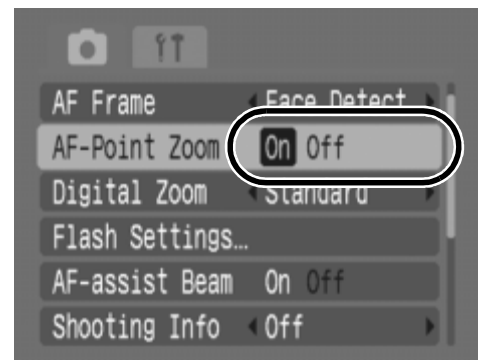 AF Frame Face Detect.
AF-Point Zoom On Off
Digital Zoom Standard
Flash Settings…
AF-assist Beam On Off
Shooting Info Off